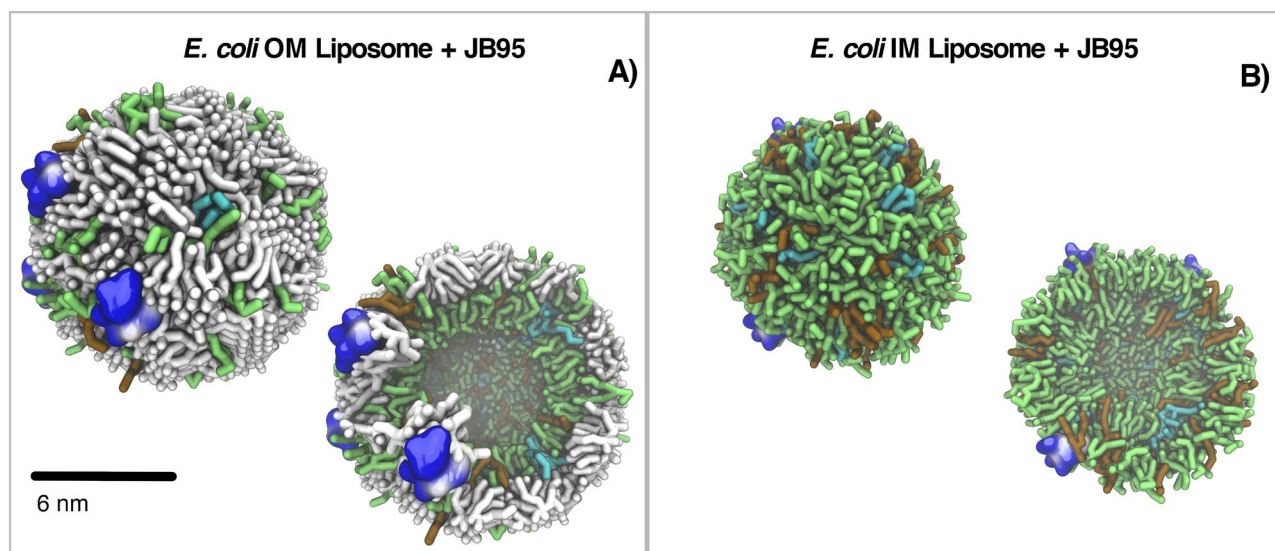 E. coli OM Liposome + JB95
A)
6 nm
E. coli IM Liposome + JB95
B)